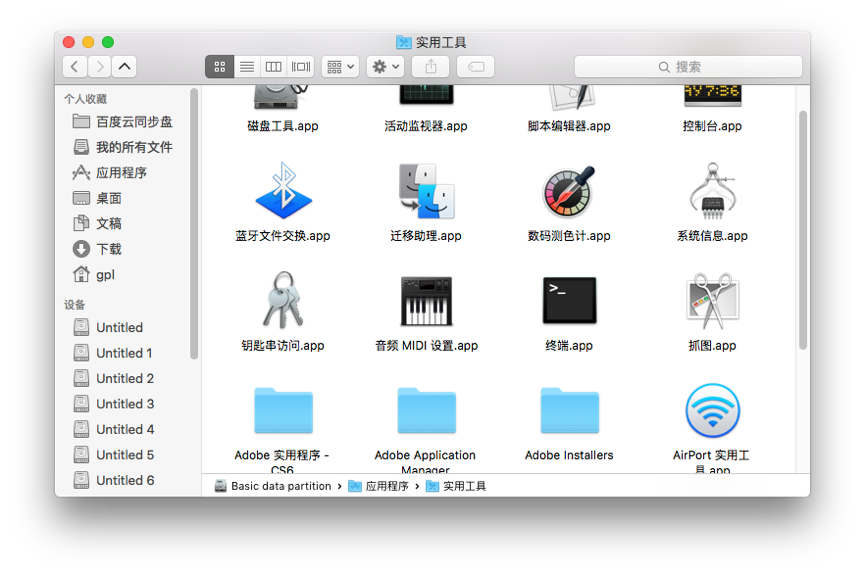 实用工具
搜索
个人收藏
百度云同步盘
我的所有文件
应用程序
桌面
文稿
下载
gpl
设备
Untitled
Untitled 1
Untitled 2
Untitled 3
Untitled 4
Untitled 5
Untitled 6
AY 7:86
磁盘工具.app
活动监视器.app
脚本编辑器.app
控制台.app
蓝牙文件交换.app
迁移助理.app
数码测色计.app
系统信息.app
>_
钥匙串访问.app
音频 MIDI 设置.app
终端.app
抓图.app
Adobe 实用程序 -
CS6
Adobe Application
Manager
Adobe Installers
AirPort 实用工
具.app
Basic data partition › 应用程序 › 实用工具